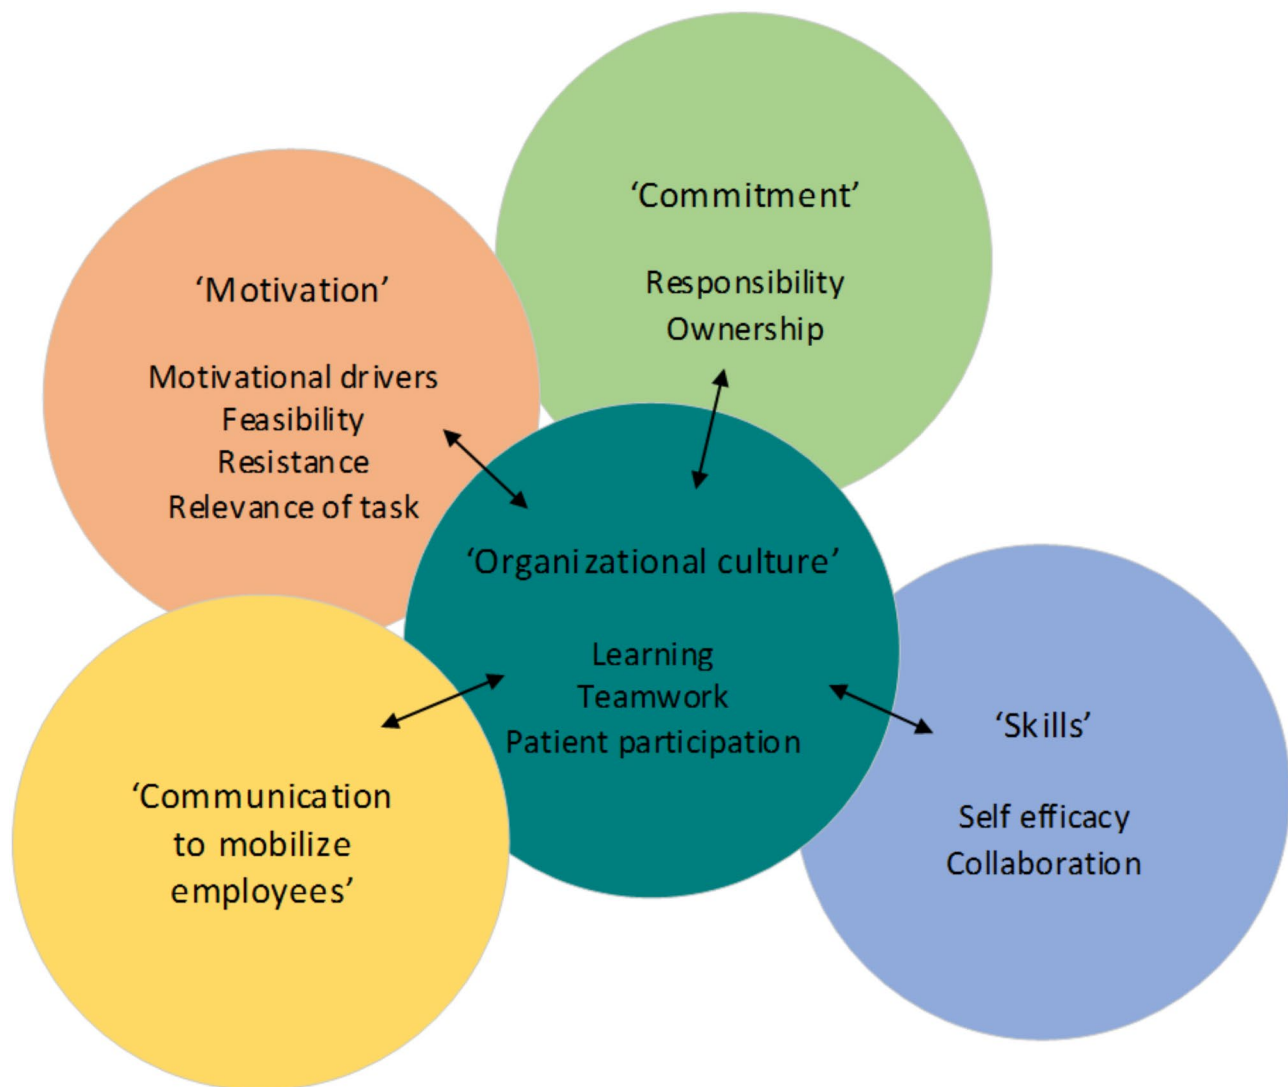 ‘Commitment’
Responsibility
Ownership
‘Motivation’
Motivational drivers
Feasibility
Resistance
Relevance of task
‘Organizational culture’
Learning
Teamwork
Patient participation
‘Skills’
Self efficacy
Collaboration
‘Communication
to mobilize
employees’